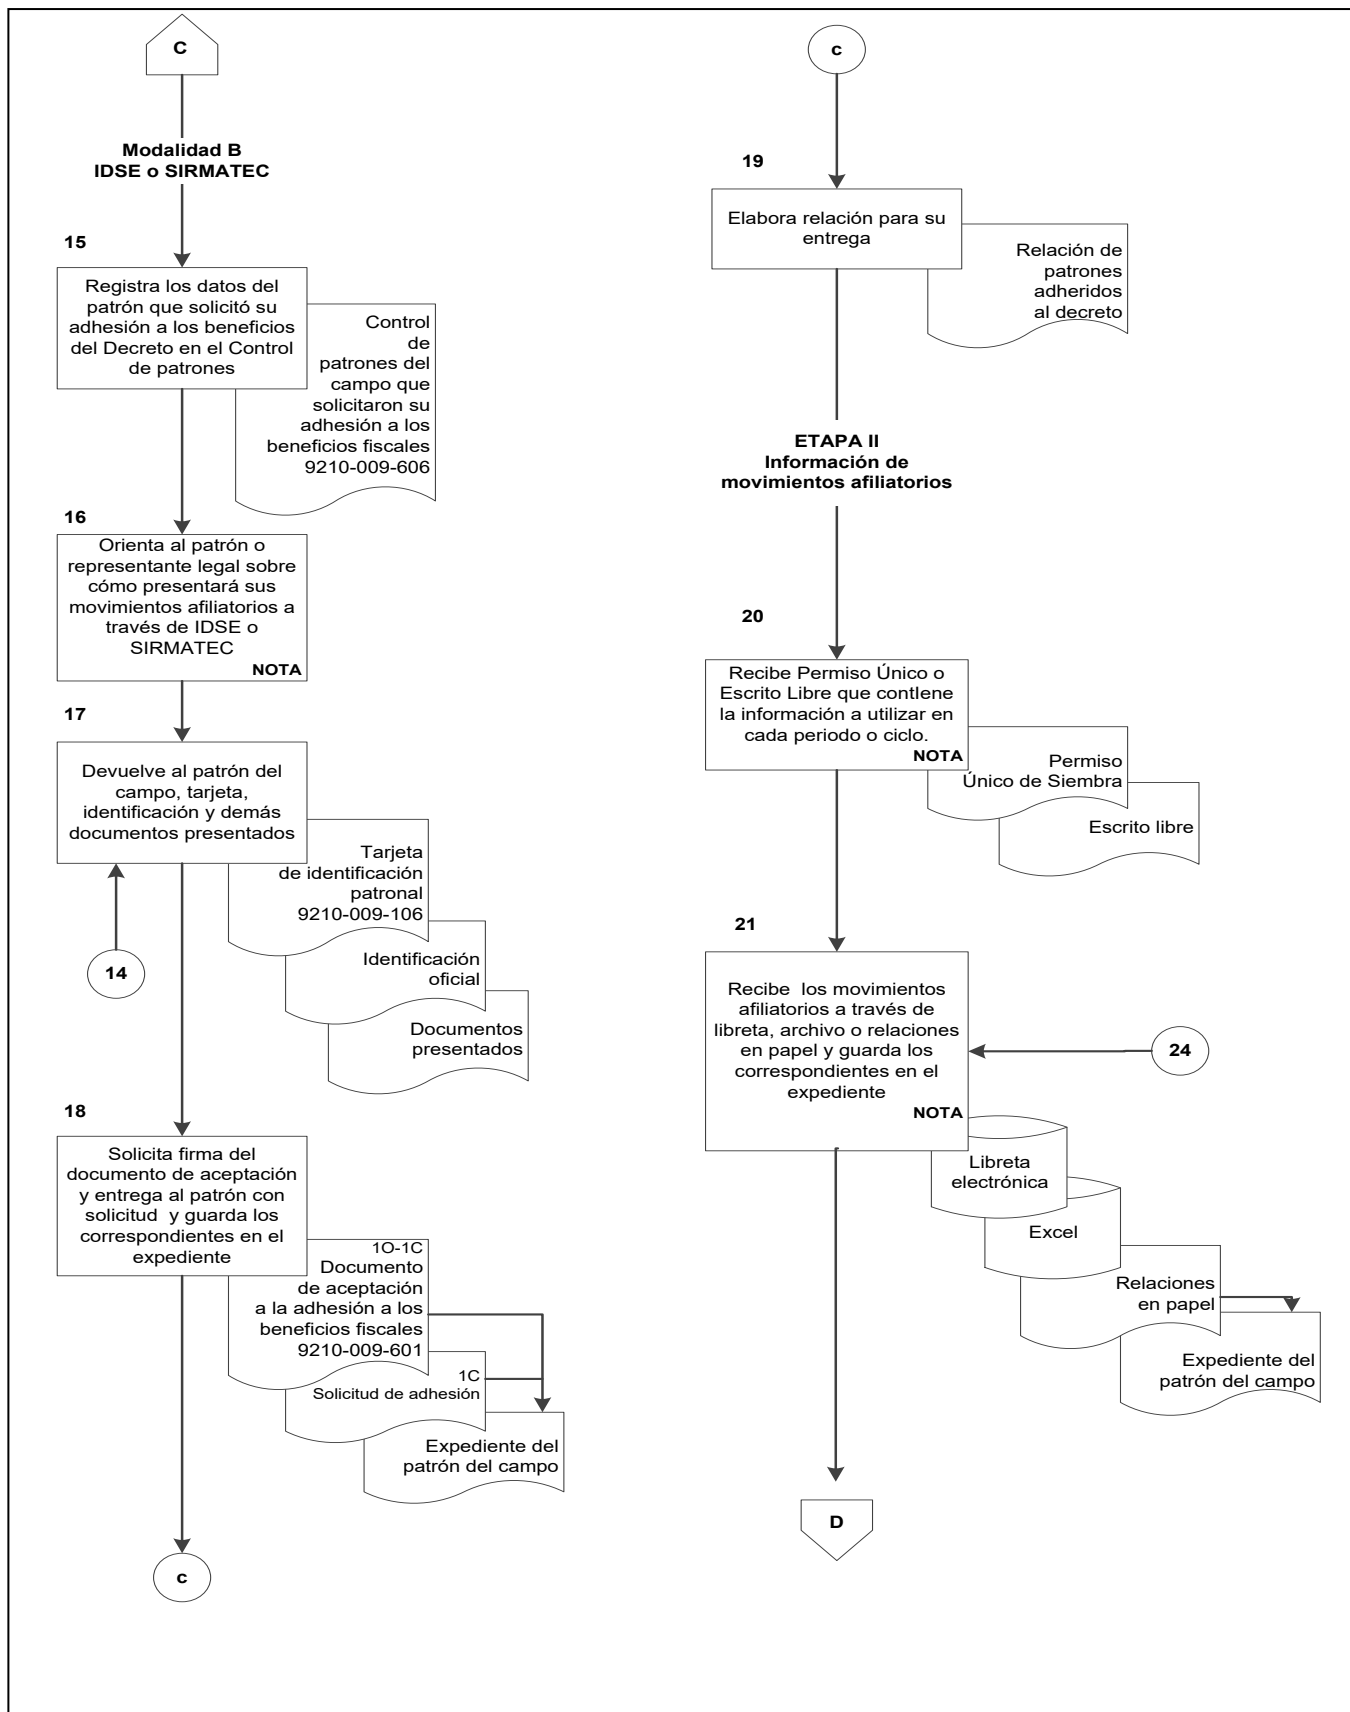 C
Modalidad B
IDSE o SIRMATEC
15
Registra los datos del
patrón que solicitó su
adhesión a los beneficios
del Decreto en el Control
de patrones
Control
de
patrones del
campo que
solicitaron su
adhesión a los
beneficios fiscales
9210-009-606
16
Orienta al patrón o
representante legal sobre
cómo presentará sus
movimientos afiliatorios a
través de IDSE o
SIRMATEC
NOTA
17
Devuelve al patrón del
campo, tarjeta,
identificación y demás
documentos presentados
Tarjeta
de identificación
patronal
9210-009-106
Identificación
oficial
Documentos
presentados
14
18
Solicita firma del
documento de aceptación
y entrega al patrón con
solicitud y guarda los
correspondientes en el
expediente
1O-1C
Documento
de aceptación
a la adhesión a los
beneficios fiscales
9210-009-601
1C
Solicitud de adhesión
Expediente del
patrón del campo
c
c
19
Elabora relación para su
entrega
Relación de
patrones
adheridos
al decreto
ETAPA II
Información de
movimientos afiliatorios
20
Recibe Permiso Único o
Escrito Libre que contIene
la información a utilizar en
cada periodo o ciclo.
NOTA
Permiso
Único de Siembra
Escrito libre
21
Recibe los movimientos
afiliatorios a través de
libreta, archivo o relaciones
en papel y guarda los
correspondientes en el
expediente
NOTA
24
Libreta
electrónica
Excel
Relaciones
en papel
Expediente del
patrón del campo
D